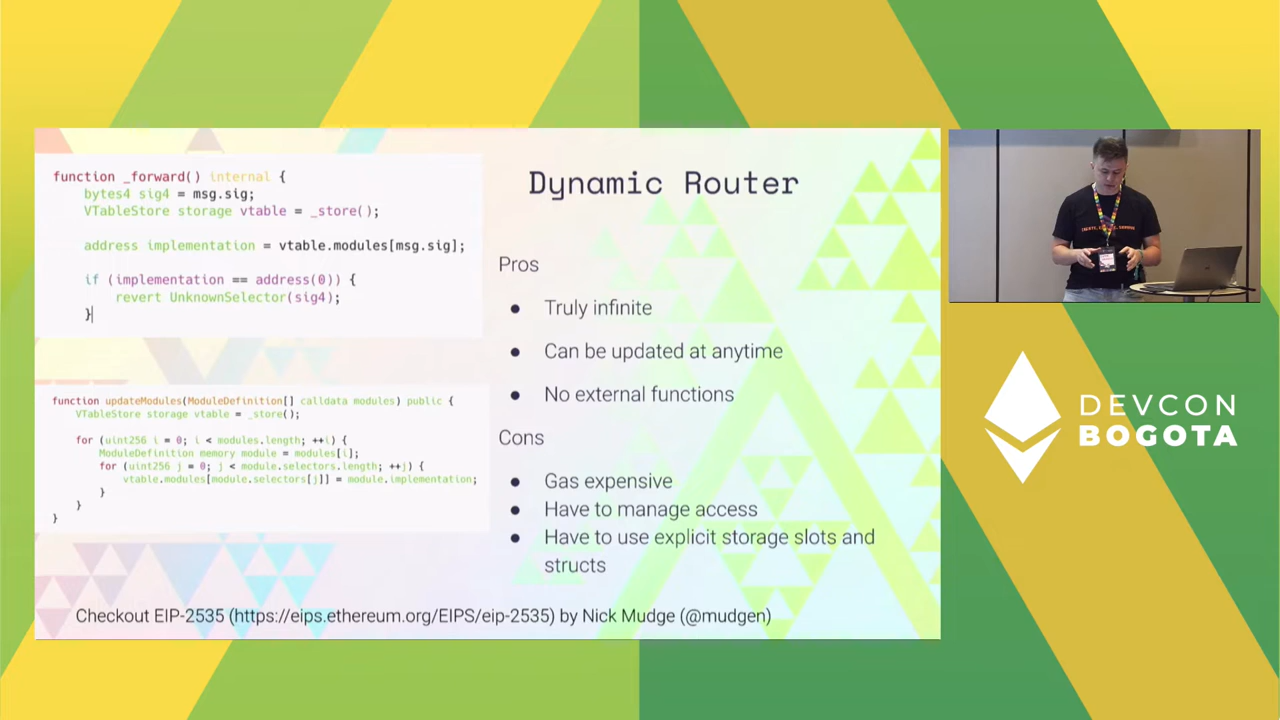 function _forward() internal {
bytes4 sig4 = msg.sig;
VTableStore storage vtable = _store();
address implementation = vtable.modules[msg.sig];
if (implementation == address(0)) {
revert UnknownSelector(sig4);
}
function updateModules(ModuleDefinition[] calldata modules) public {
VTableStore storage vtable = _store();
for (uint256 i = 0; i < modules.length; ++i) {
ModuleDefinition memory module = modules[i];
for (uint256 j = 0; j < module.selectors.length; ++j) {
vtable.modules[module.selectors[j]] = module.implementation;
}
}
}
Dynamic Router
Pros
● Truly infinite
● Can be updated at anytime
● No external functions
Cons
● Gas expensive
● Have to manage access
● Have to use explicit storage slots and
structs
Checkout EIP-2535 (https://eips.ethereum.org/EIPS/eip-2535) by Nick Mudge (@mudgen)
DEVCON
BOGOTA